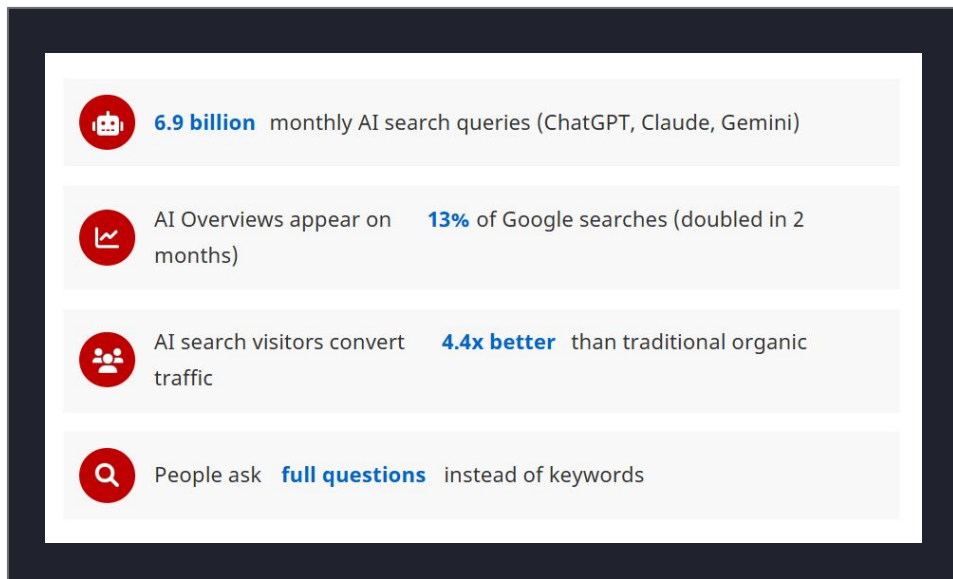 6.9 billion monthly AI search queries (ChatGPT, Claude, Gemini)
AI Overviews appear on 13% of Google searches (doubled in 2
months)
AI search visitors convert 4.4x better than traditional organic
traffic
People ask full questions instead of keywords